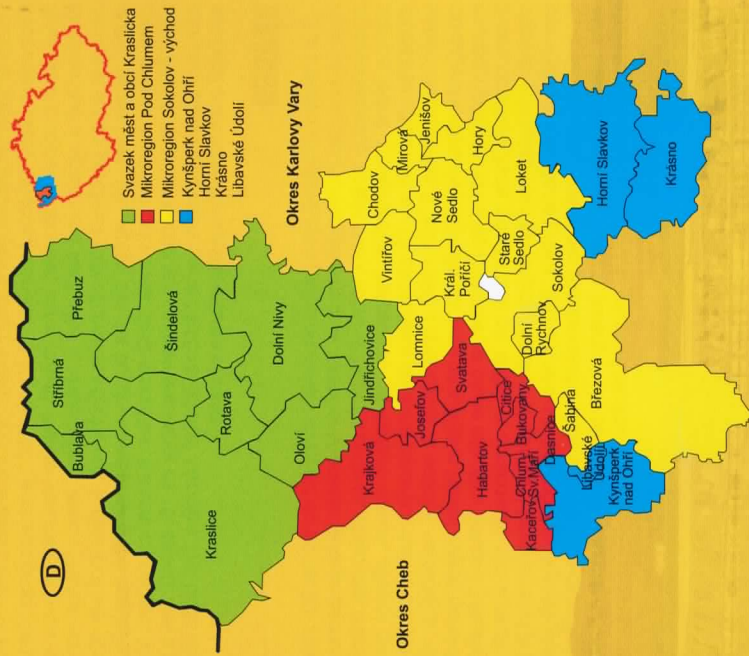 D
Svazek měst a obcí Kraslicka
Mikroregion Pod Chlumem
Mikroregion Sokolov - východ
Kynšperk nad Ohří
Horní Slavkov
Krásno
Libavské Údolí
Okres Karlovy Vary
Okres Cheb
Přebuz
Stříbrná
Bublava
Šindelová
Kraslice
Rotava
Dolní Nivy
Oloví
Jindřichovice
Krajková
Josefov
Svatava
Habartov
Citice
Bukovany
Chlum
Sv.Maří
Kaceřov
Dasnice
Lomnice
Vintířov
Chodov
Mírová
Jenišov
Nové
Sedlo
Hory
Loket
Král.
Poříčí
Staré
Sedlo
Sokolov
Dolní
Rychnov
Šabina
Březová
Libavské
Údolí
Kynšperk
nad Ohří
Horní Slavkov
Krásno